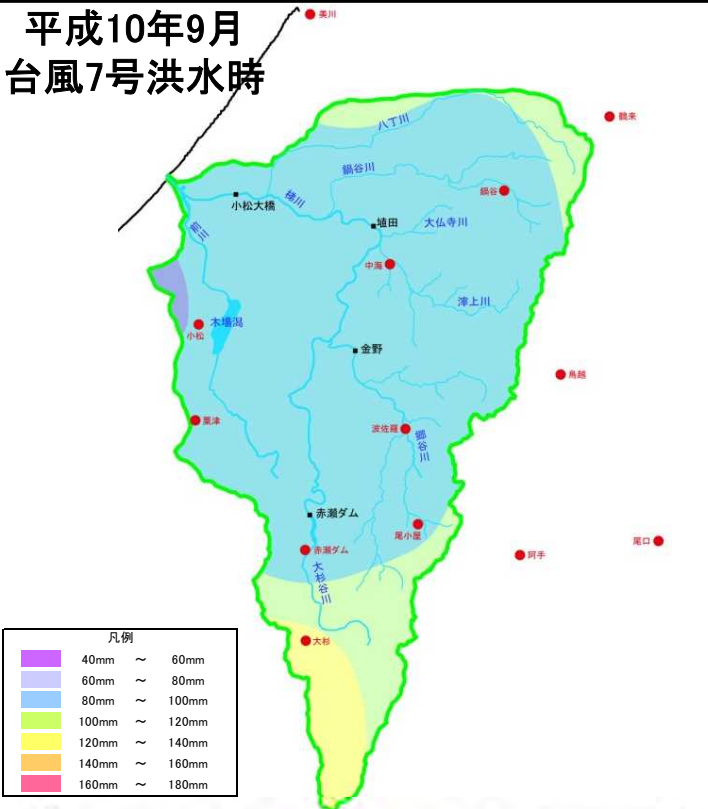 平成10年9月
台風7号洪水時
美川
鶴来
八丁川
鍋谷川
鍋谷
梯川
小松大橋
埴田
大仏寺川
前川
中海
滓上川
木場潟
小松
金野
鳥越
粟津
波佐羅
郷谷川
赤瀬ダム
尾小屋
赤瀬ダム
阿手
尾口
大杉谷川
大杉
凡例
40mm ～ 60mm
60mm ～ 80mm
80mm ～ 100mm
100mm ～ 120mm
120mm ～ 140mm
140mm ～ 160mm
160mm ～ 180mm